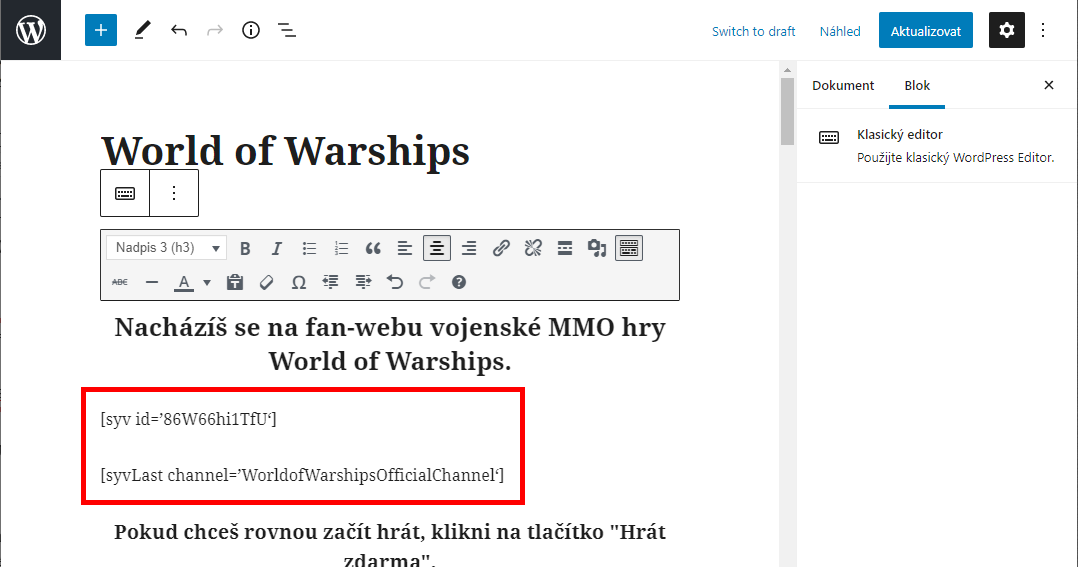 Switch to draft Náhled Aktualizovat
Dokument Blok
Klasický editor
Použijte klasický WordPress Editor.
World of Warships
Nadpis 3 (h3)
ABC
Nacházíš se na fan-webu vojenské MMO hry
World of Warships.
[syv id=’86W66hi1TfU‘]
[syvLast channel=’WorldofWarshipsOfficialChannel‘]
Pokud chceš rovnou začít hrát, klikni na tlačítko "Hrát
zdarma".